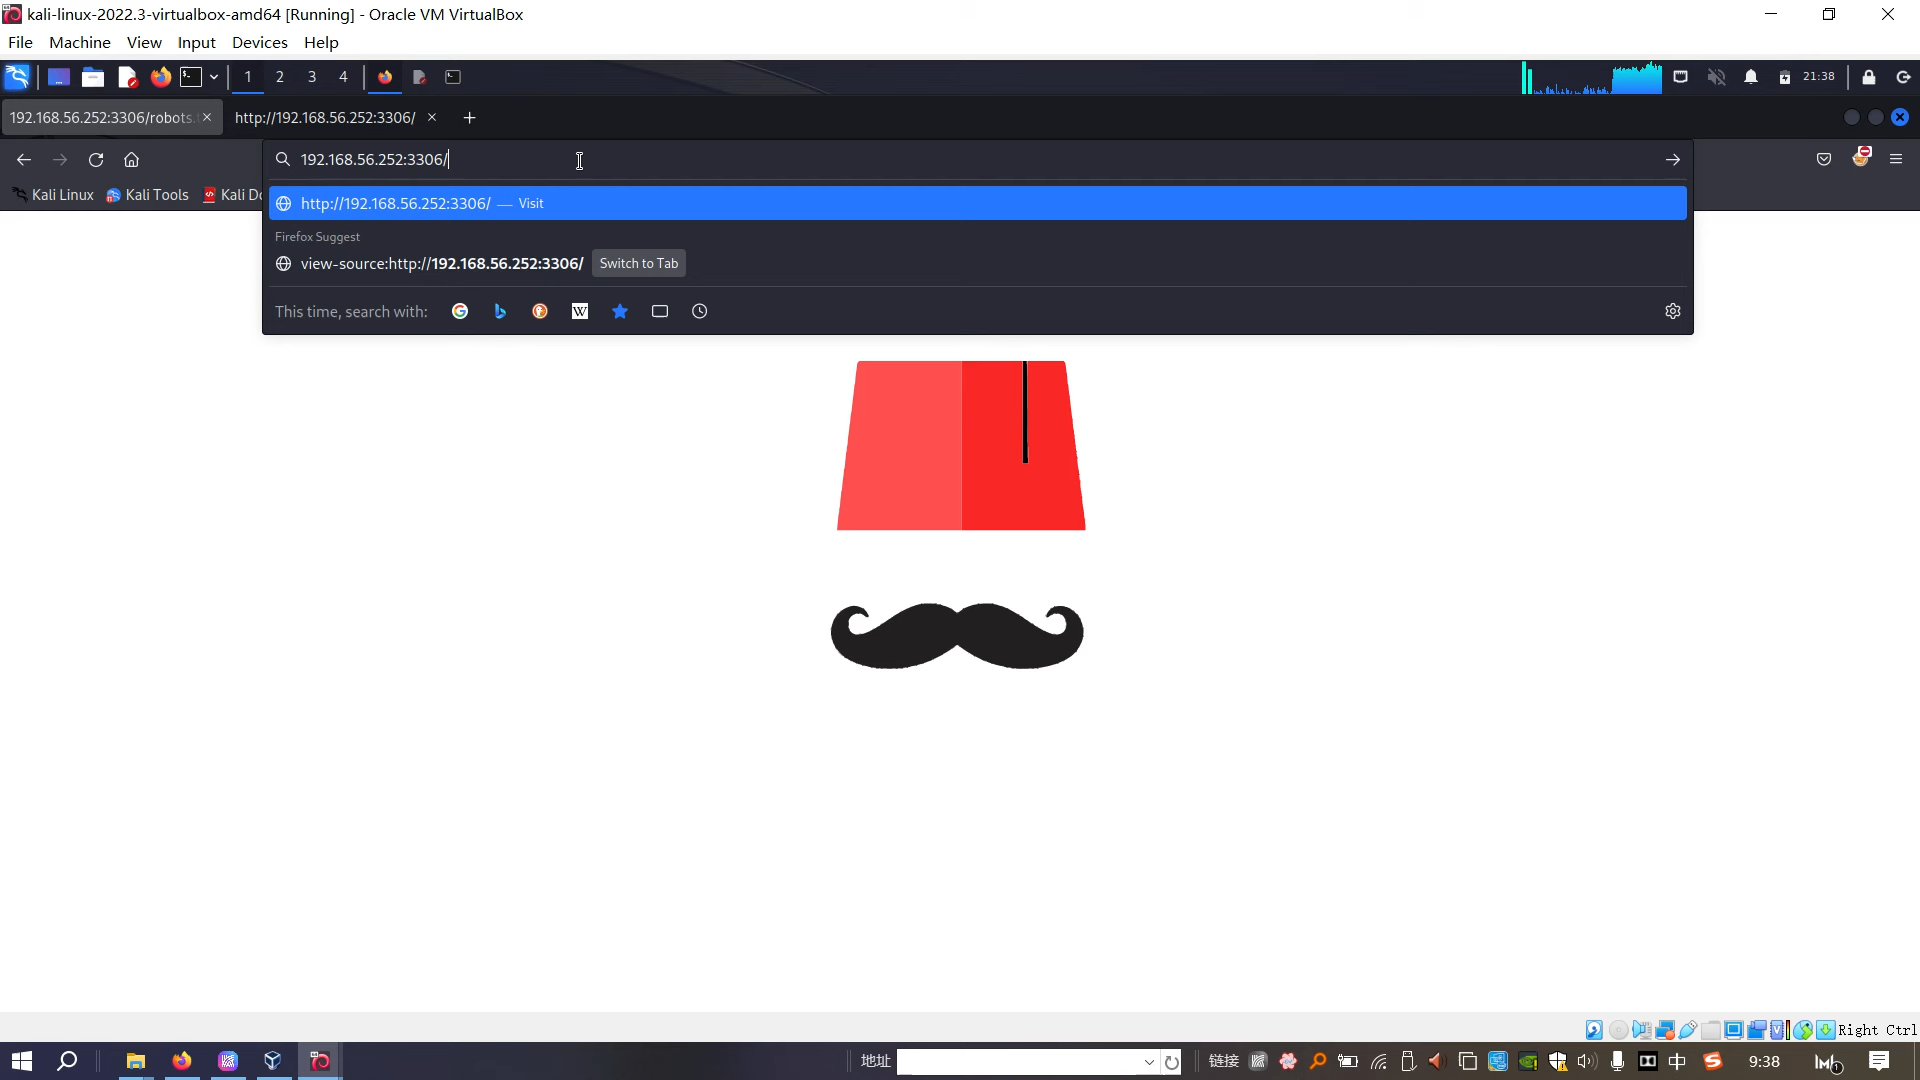 kali-linux-2022.3-virtualbox-amd64 [Running] - Oracle VM VirtualBox
File Machine View Input Devices Help
1 2 3 4 21:38
192.168.56.252:3306/robots. http://192.168.56.252:3306/
192.168.56.252:3306/
Kali Linux Kali Tools Kali Do
http://192.168.56.252:3306/ — Visit
Firefox Suggest
view-source:http://192.168.56.252:3306/ Switch to Tab
This time, search with: W
Right Ctrl
地址 链接 中 9:38